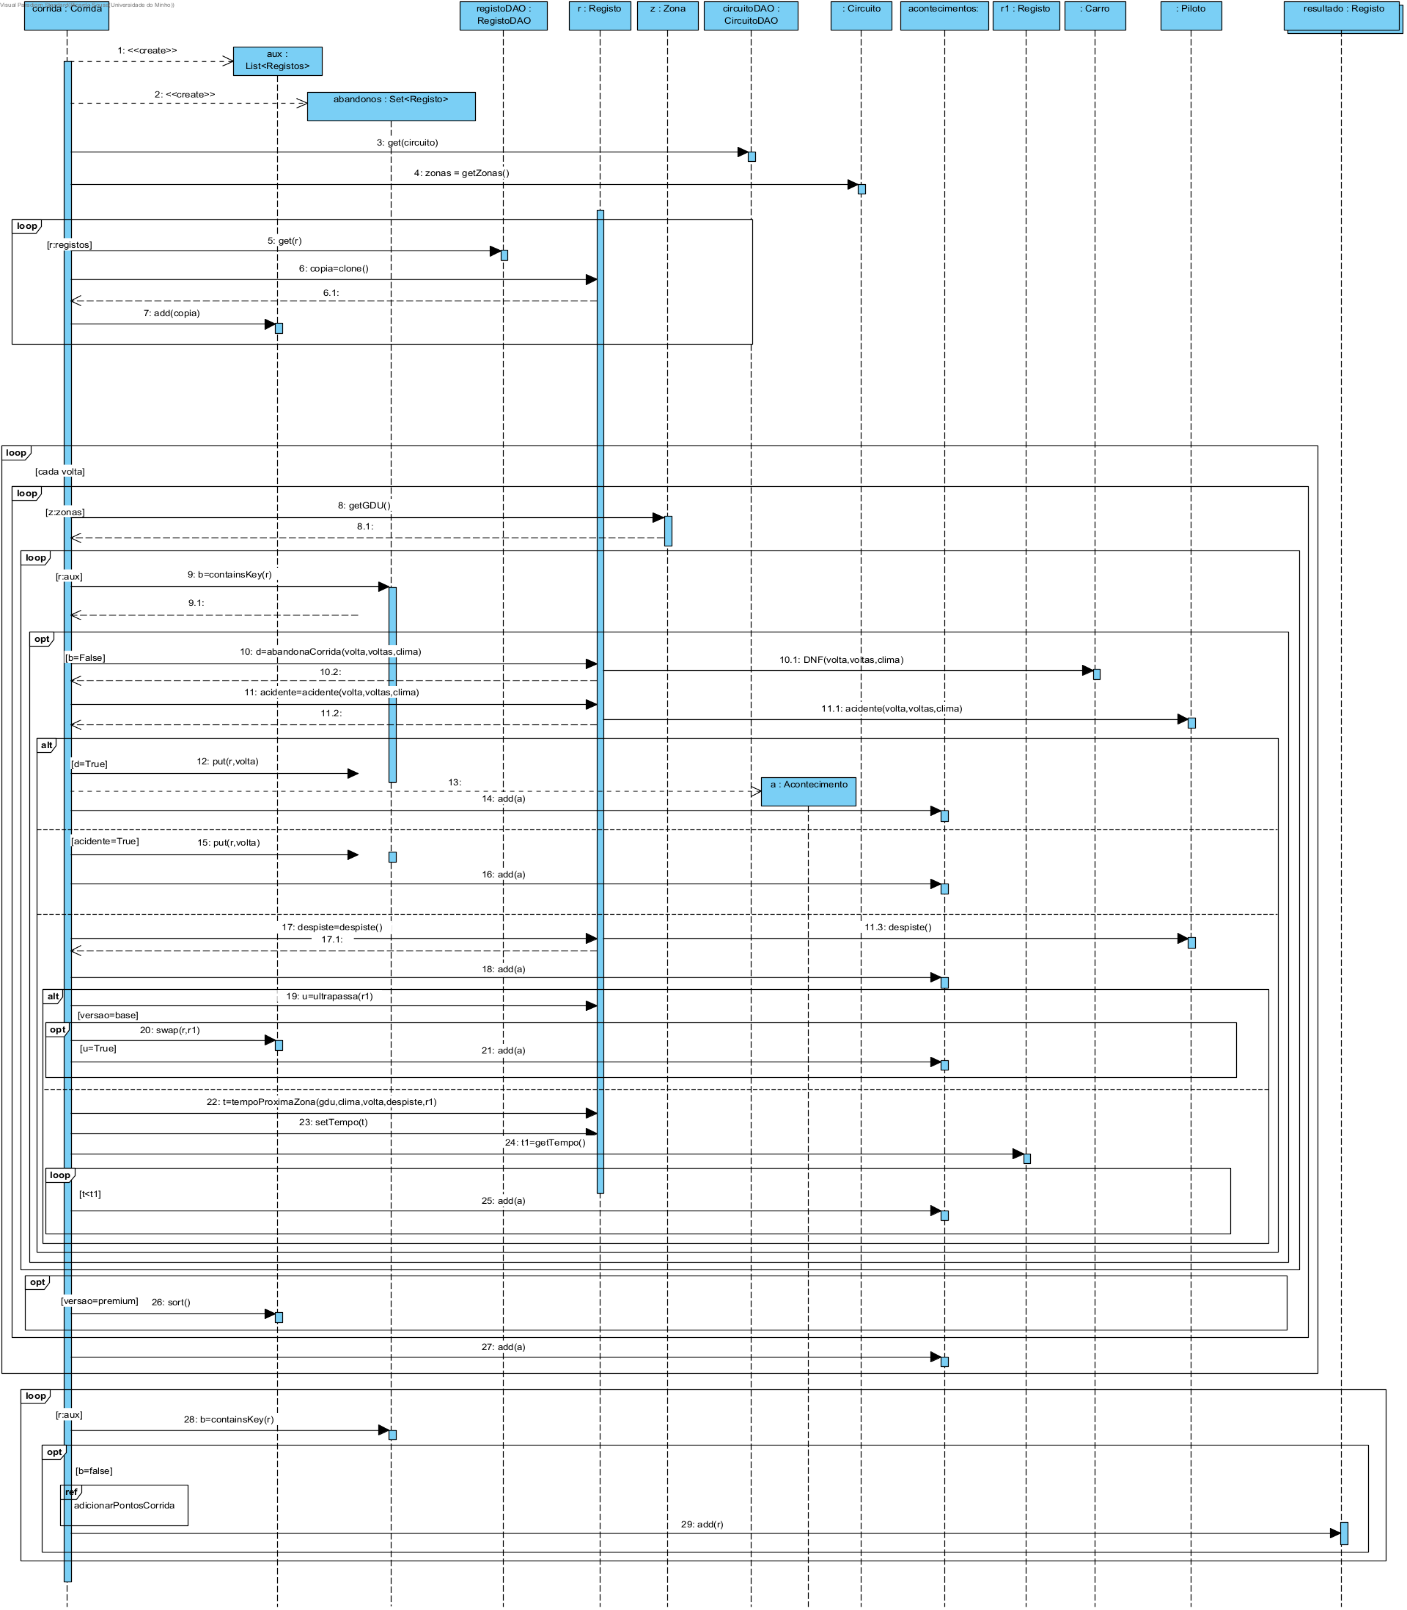 corrida : Corrida
registoDAO :
RegistoDAO
r : Registo
z : Zona
circuitoDAO :
CircuitoDAO
: Circuito
acontecimentos:
r1 : Registo
: Carro
: Piloto
resultado : Registo
1: <<create>>
aux :
List<Registos>
2: <<create>>
abandonos : Set<Registo>
3: get(circuito)
4: zonas = getZonas()
loop
[r:registos]
5: get(r)
6: copia=clone()
6.1:
7: add(copia)
loop
[cada volta]
loop
[z:zonas]
8: getGDU()
8.1:
loop
[r:aux]
9: b=containsKey(r)
9.1:
opt
[b=False]
10: d=abandonaCorrida(volta,voltas,clima)
10.1: DNF(volta,voltas,clima)
10.2:
11: acidente=acidente(volta,voltas,clima)
11.1: acidente(volta,voltas,clima)
11.2:
alt
[d=True]
12: put(r,volta)
13:
a : Acontecimento
14: add(a)
[acidente=True]
15: put(r,volta)
16: add(a)
17: despiste=despiste()
11.3: despiste()
17.1:
18: add(a)
alt
19: u=ultrapassa(r1)
[versao=base]
opt
20: swap(r,r1)
[u=True]
21: add(a)
22: t=tempoProximaZona(gdu,clima,volta,despiste,r1)
23: setTempo(t)
24: t1=getTempo()
loop
[t<t1]
25: add(a)
opt
[versao=premium]
26: sort()
27: add(a)
loop
[r:aux]
28: b=containsKey(r)
opt
[b=false]
ref
adicionarPontosCorrida
29: add(r)